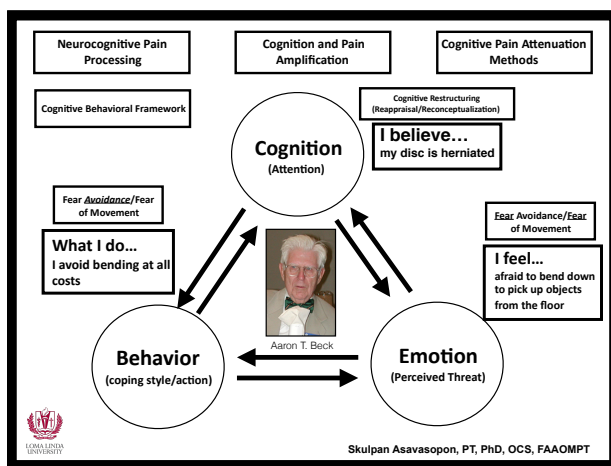 Neurocognitive Pain
Processing
Cognition and Pain
Amplification
Cognitive Pain Attenuation
Methods
Cognitive Behavioral Framework
Cognitive Restructuring
(Reappraisal/Reconceptualization)
I believe…
my disc is herniated
Cognition
(Attention)
Fear Avoidance/Fear
of Movement
What I do…
I avoid bending at all
costs
Fear Avoidance/Fear
of Movement
I feel…
afraid to bend down
to pick up objects
from the floor
Aaron T. Beck
Behavior
(coping style/action)
Emotion
(Perceived Threat)
LOMA LINDA
UNIVERSITY
Skulpan Asavasopon, PT, PhD, OCS, FAAOMPT